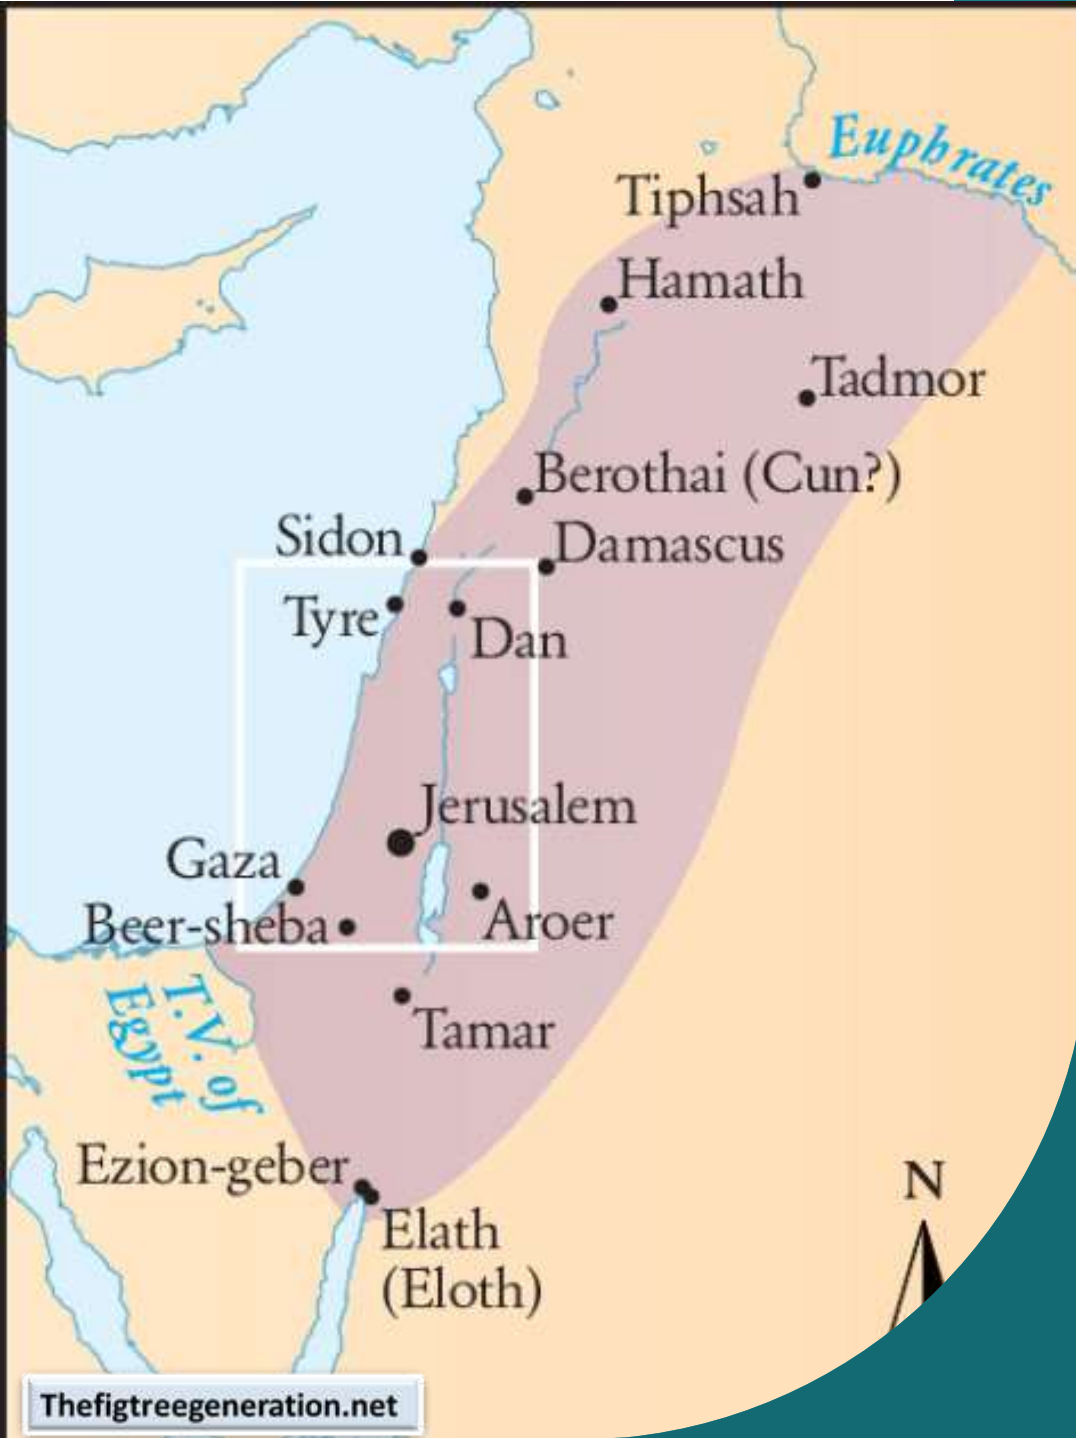 Euphrates
Tiphsah
Hamath
Tadmor
Berothai (Cun?)
Sidon
Damascus
Tyre
Dan
Jerusalem
Gaza
Beer-sheba
Aroer
T.V. of
Egypt
Tamar
Ezion-geber
N
Elath
(Eloth)
Thefigtreegeneration.net